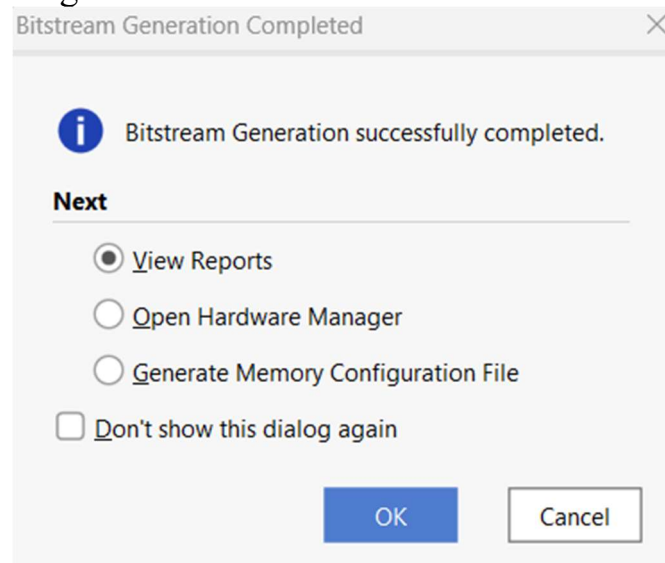 Bitstream Generation Completed
Bitstream Generation successfully completed.
Next
View Reports
Open Hardware Manager
Generate Memory Configuration File
Don't show this dialog again
OK Cancel